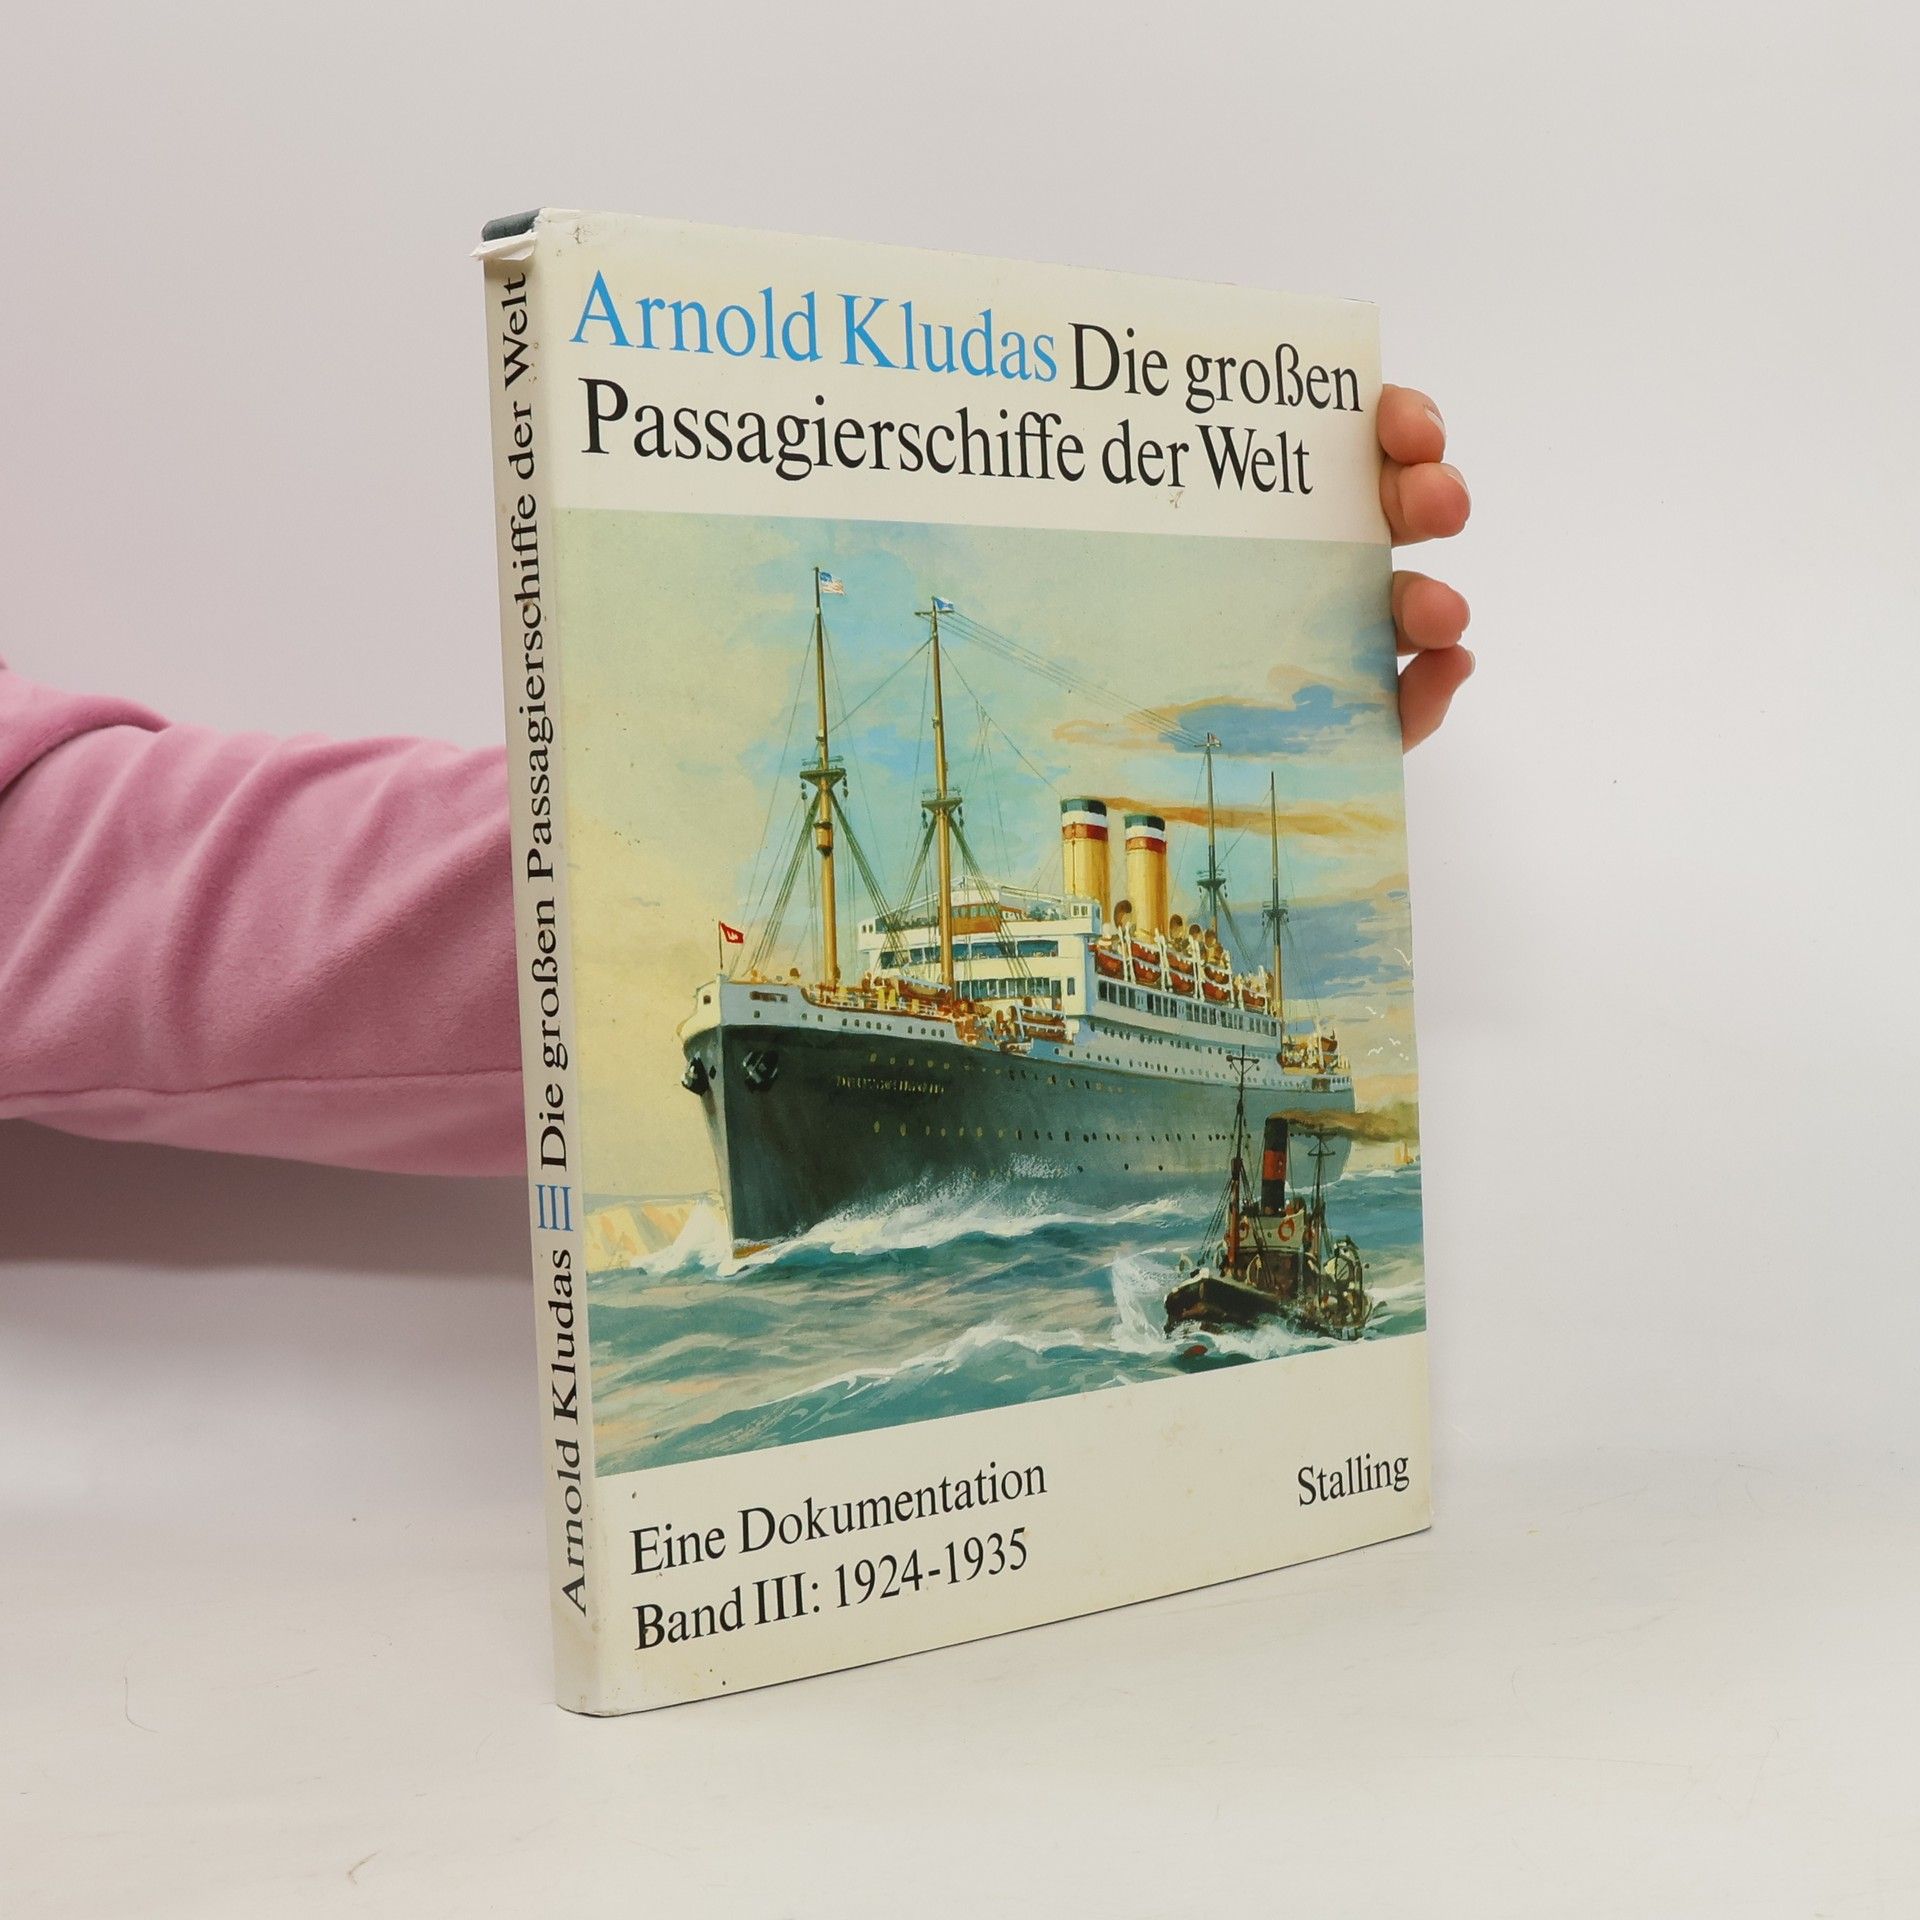 Arnold Kludas Die großen
Passagierschiffe der Welt
Eine Dokumentation
Band III: 1924-1935
Stalling
Arnold Kludas III Die großen Passagierschiffe der Welt